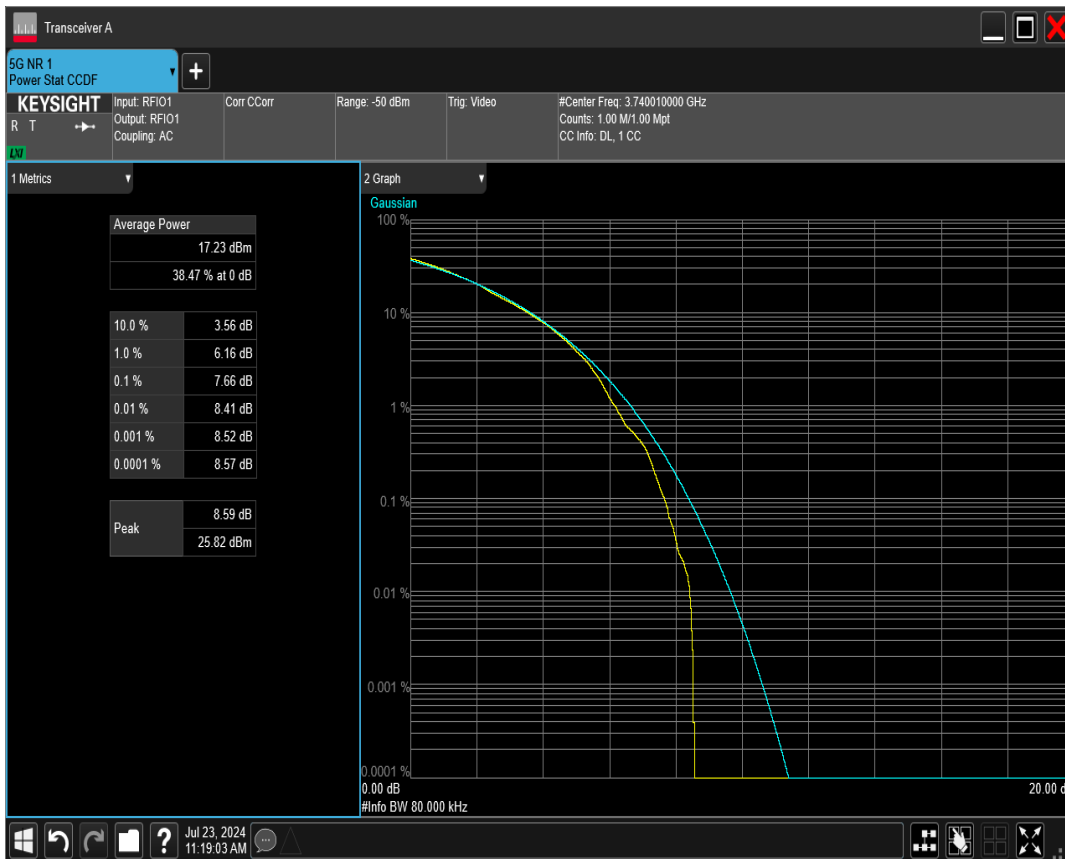 Transceiver A
5G NR 1
Power Stat CCDF
+
KEYSIGHT
R T
LXI
Input: RFIO1
Output: RFIO1
Coupling: AC
Corr CCorr
Range: -50 dBm
Trig: Video
#Center Freq: 3.740010000 GHz
Counts: 1.00 M/1.00 Mpt
CC Info: DL, 1 CC
1 Metrics
Average Power
17.23 dBm
38.47 % at 0 dB
10.0 % 3.56 dB
1.0 % 6.16 dB
0.1 % 7.66 dB
0.01 % 8.41 dB
0.001 % 8.52 dB
0.0001 % 8.57 dB
Peak
8.59 dB
25.82 dBm
2 Graph
Gaussian
100 %
10 %
1 %
0.1 %
0.01 %
0.001 %
0.0001 %
0.00 dB
20.00 d
#Info BW 80.000 kHz
?
Jul 23, 2024
11:19:03 AM